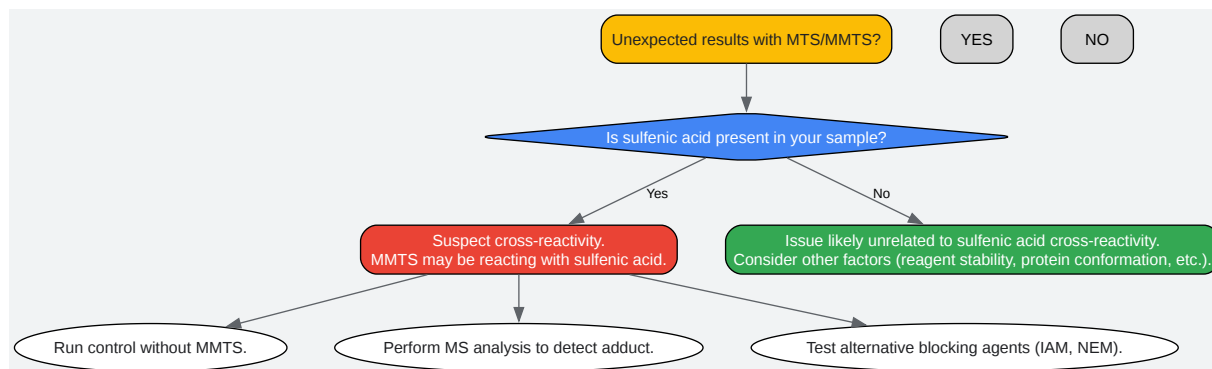 Unexpected results with MTS/MMTS?
YES
NO
Is sulfenic acid present in your sample?
Yes
No
Suspect cross-reactivity.
MMTS may be reacting with sulfenic acid.
Issue likely unrelated to sulfenic acid cross-reactivity.
Consider other factors (reagent stability, protein conformation, etc.).
Run control without MMTS.
Perform MS analysis to detect adduct.
Test alternative blocking agents (IAM, NEM).